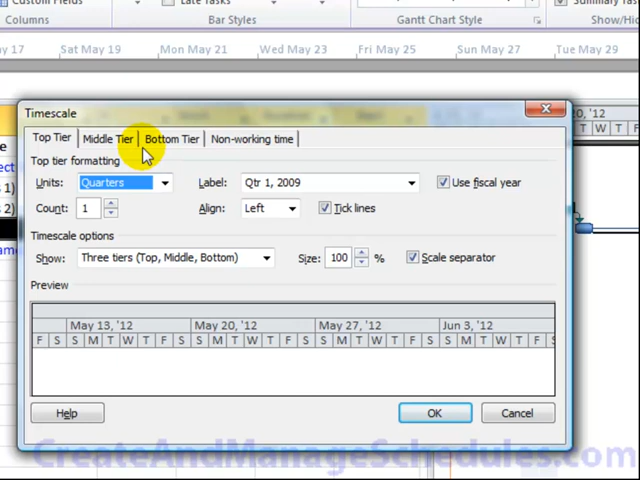 Custom Fields
Late Tasks
Summary Tasks
Columns
Bar Styles
Gantt Chart Style
Show/Hi
ay 17
Sat May 19
Mon May 21
Wed May 23
Fri May 25
Sun May 27
Tue May 29
Timescale
20, '12
M T W T F
Top Tier
Middle Tier
Bottom Tier
Non-working time
Top tier formatting
Units:
Quarters
Label:
Qtr 1, 2009
Use fiscal year
Count:
1
Align:
Left
Tick lines
Timescale options
Show:
Three tiers (Top, Middle, Bottom)
Size:
100
%
Scale separator
Preview
May 13, '12
May 20, '12
May 27, '12
Jun 3, '12
F S S M T W T F S S M T W T F S S M T W T F S S M T W T F S
Help
OK
Cancel
CreateAndManageSchedules.com